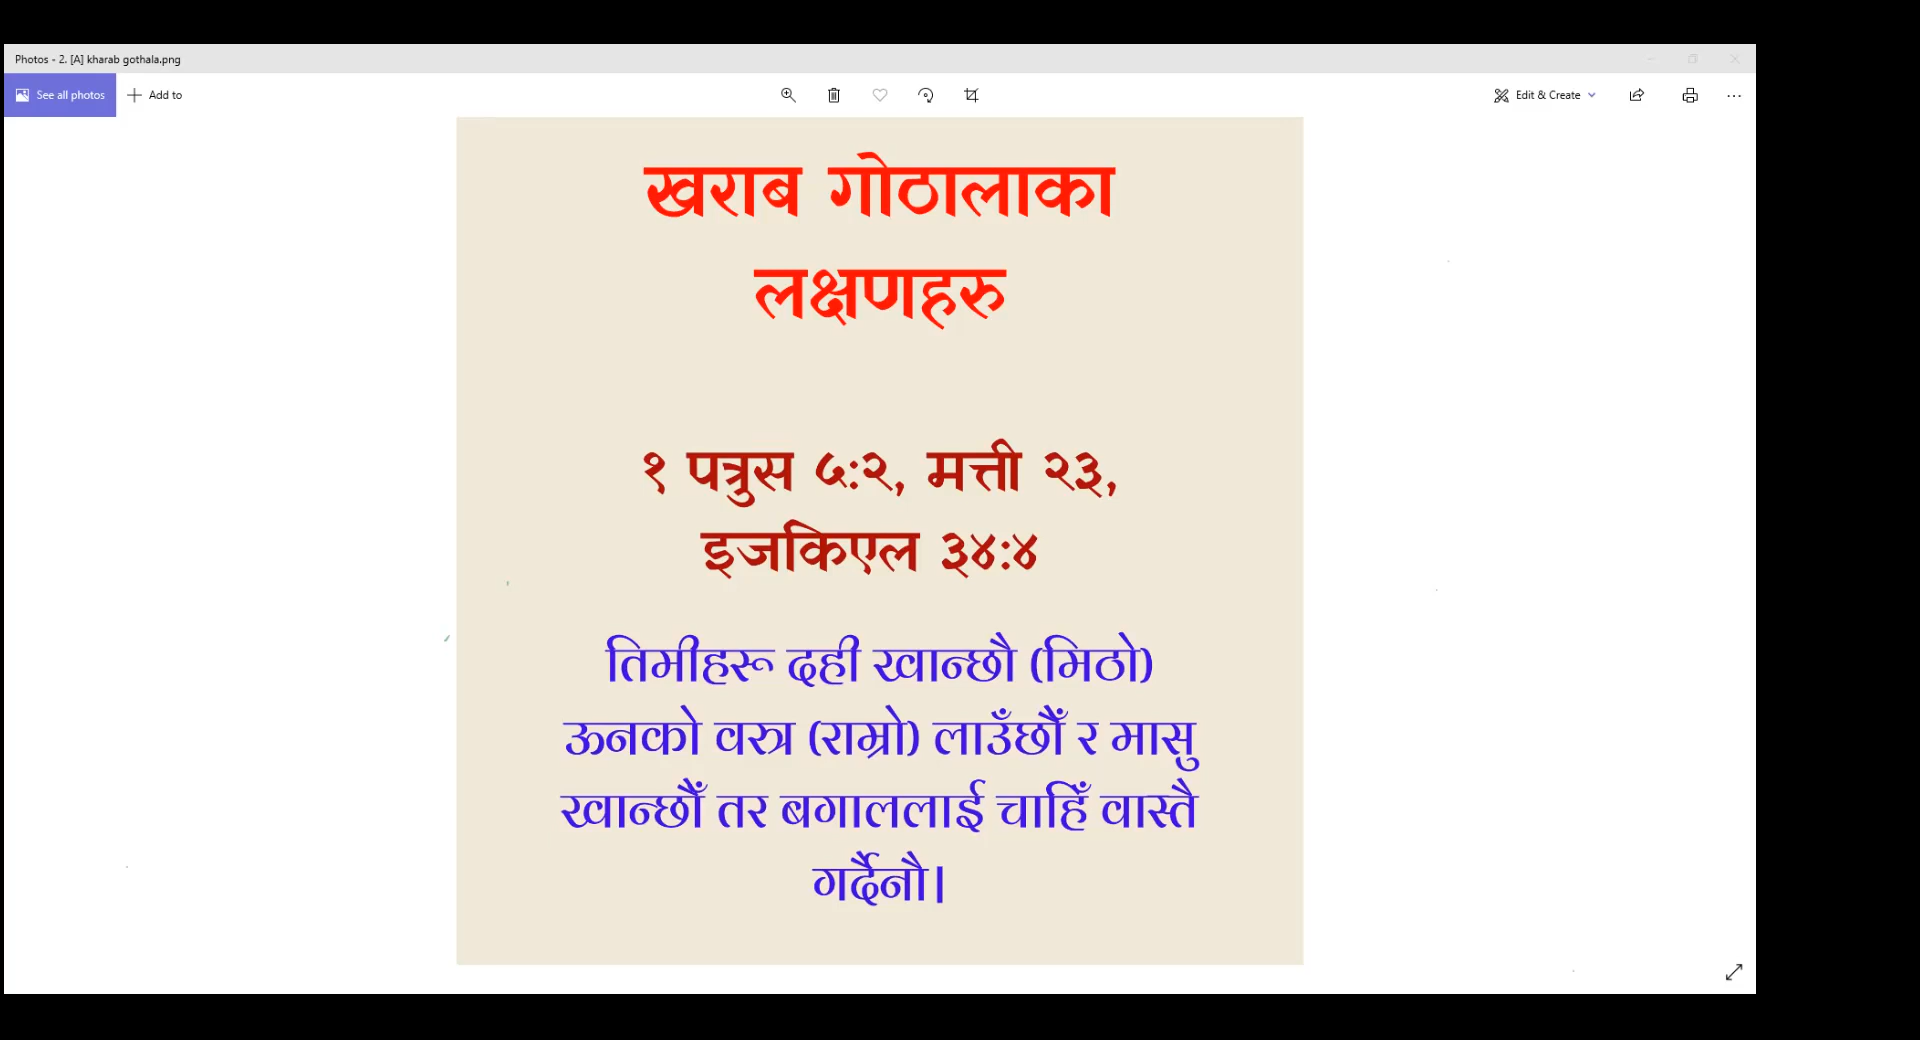 Photos - 2. [A] kharab gothala.png
See all photos
Add to
Edit & Create
खराब गोठालाका
लक्षणहरु
१ पत्रुस ५:२, मत्ती २३,
इजकिएल ३४:४
तिमीहरू दही खान्छौ (मिठो)
ऊनको वस्त्र (राम्रो) लाउँछौँ र मासु
खान्छौँ तर बगाललाई चाहिँ वास्तै
गर्दैनौ|